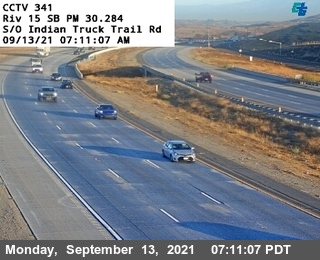 CCTV 341
Riv 15 SB PM 30.284
S/O Indian Truck Trail Rd
09/13/21 07:11:07 AM
Monday, September 13, 2021 07:11:07 PDT